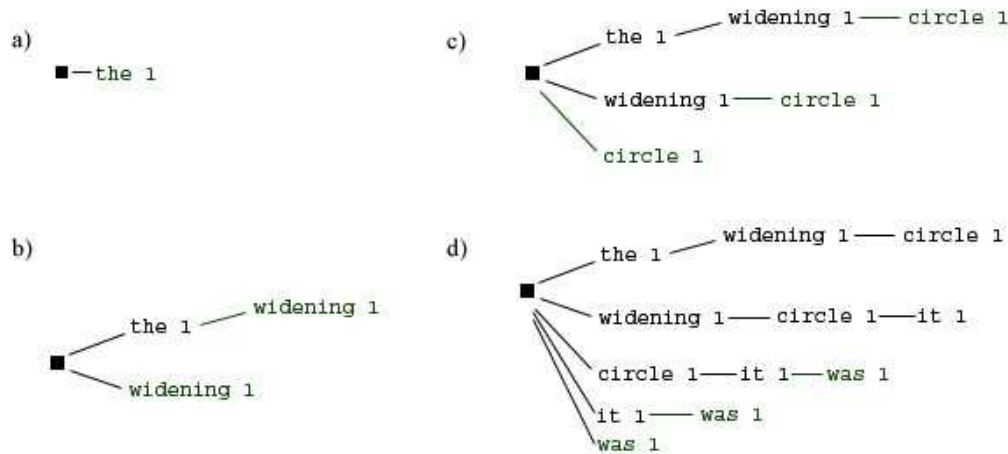 a)
the 1
b)
the 1
widening 1
widening 1
c)
the 1
widening 1
circle 1
widening 1
circle 1
circle 1
d)
the 1
widening 1
circle 1
widening 1
circle 1
it 1
circle 1
it 1
was 1
it 1
was 1
was 1